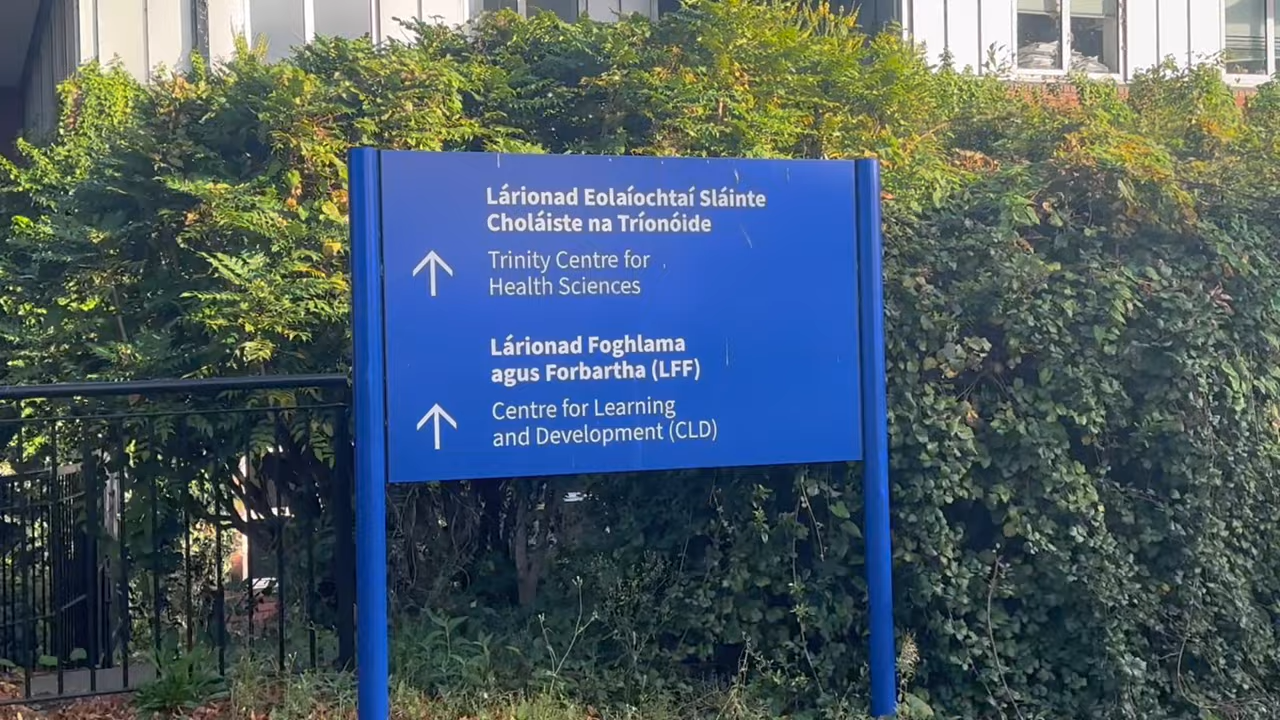 Lárionad Eolaíochtaí Sláinte
Choláiste na Tríonóide
Trinity Centre for
Health Sciences
Lárionad Foghlama
agus Forbartha (LFF)
Centre for Learning
and Development (CLD)